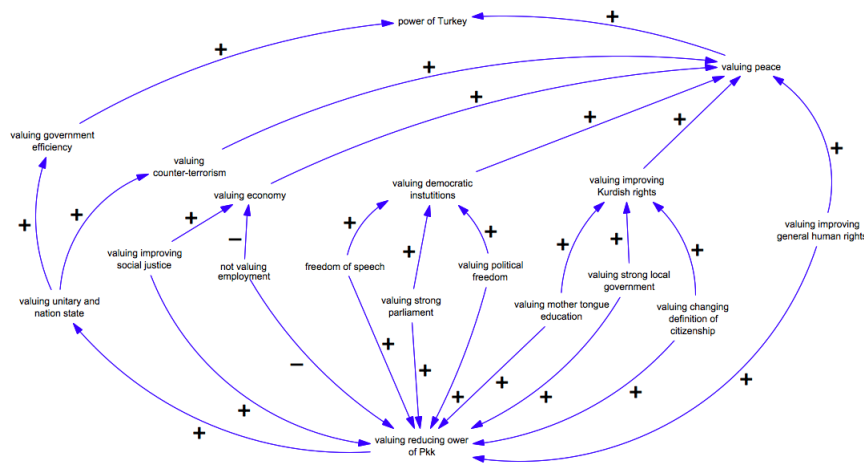 power of Turkey
valuing peace
valuing government
efficiency
valuing
counter-terrorism
valuing economy
valuing democratic
instutitions
valuing improving
Kurdish rights
valuing improving
general human rights
valuing improving
social justice
not valuing
employment
freedom of speech
valuing political
freedom
valuing strong local
government
valuing unitary and
nation state
valuing strong
parliament
valuing mother tongue
education
valuing changing
definition of
citizenship
valuing reducing ower
of Pkk